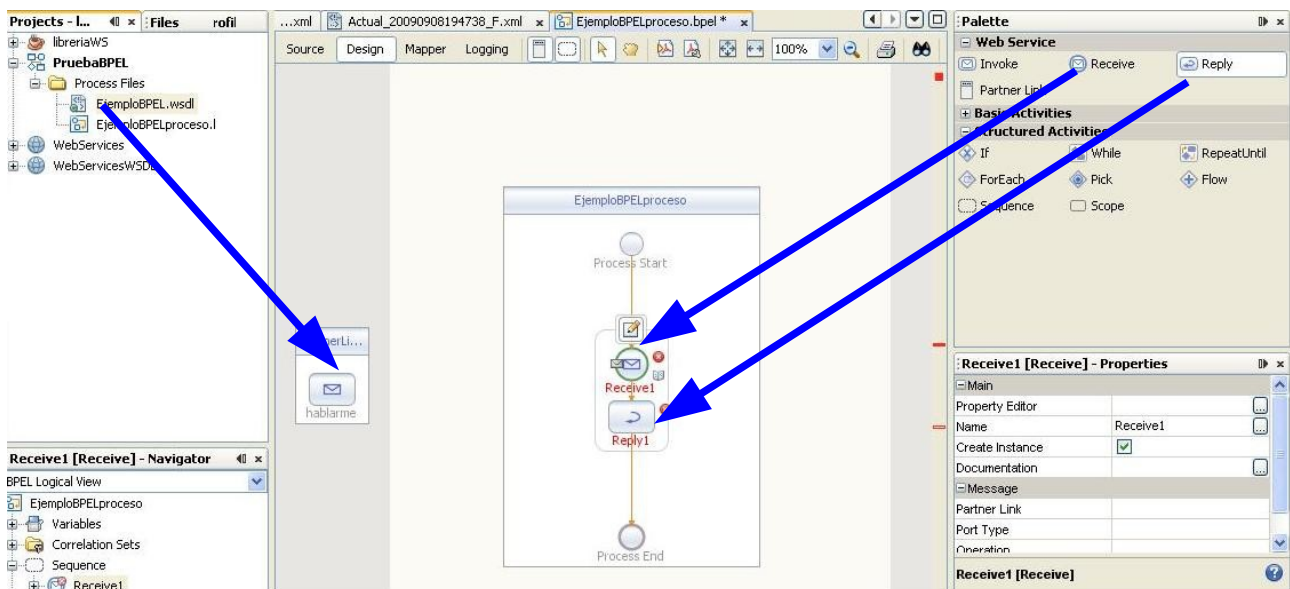 Projects - l...
Files
rofil
libreriaWS
PruebaBPEL
Process Files
EjemploBPEL.wsdl
EjemploBPELproceso.l
WebServices
Receive1 [Receive] - Navigator
BPEL Logical View
EjemploBPELproceso
Variables
Correlation Sets
Sequence
Receive1
...xml
Actual_20090908194738_F.xml
EjemploBPELproceso.bpel *
Source
Design
Mapper
Logging
100%
EjemploBPELproceso
Process Start
Receive1
Reply1
Process End
hablarme
Palette
Web Service
Invoke
Receive
Reply
Partner Link
Basic Activities
Structured Activities
If
While
RepeatUntil
ForEach
Pick
Flow
Sequence
Scope
Receive1 [Receive] - Properties
Main
Property Editor
Name Receive1
Create Instance
Documentation
Message
Partner Link
Port Type
Operation
Receive1 [Receive]